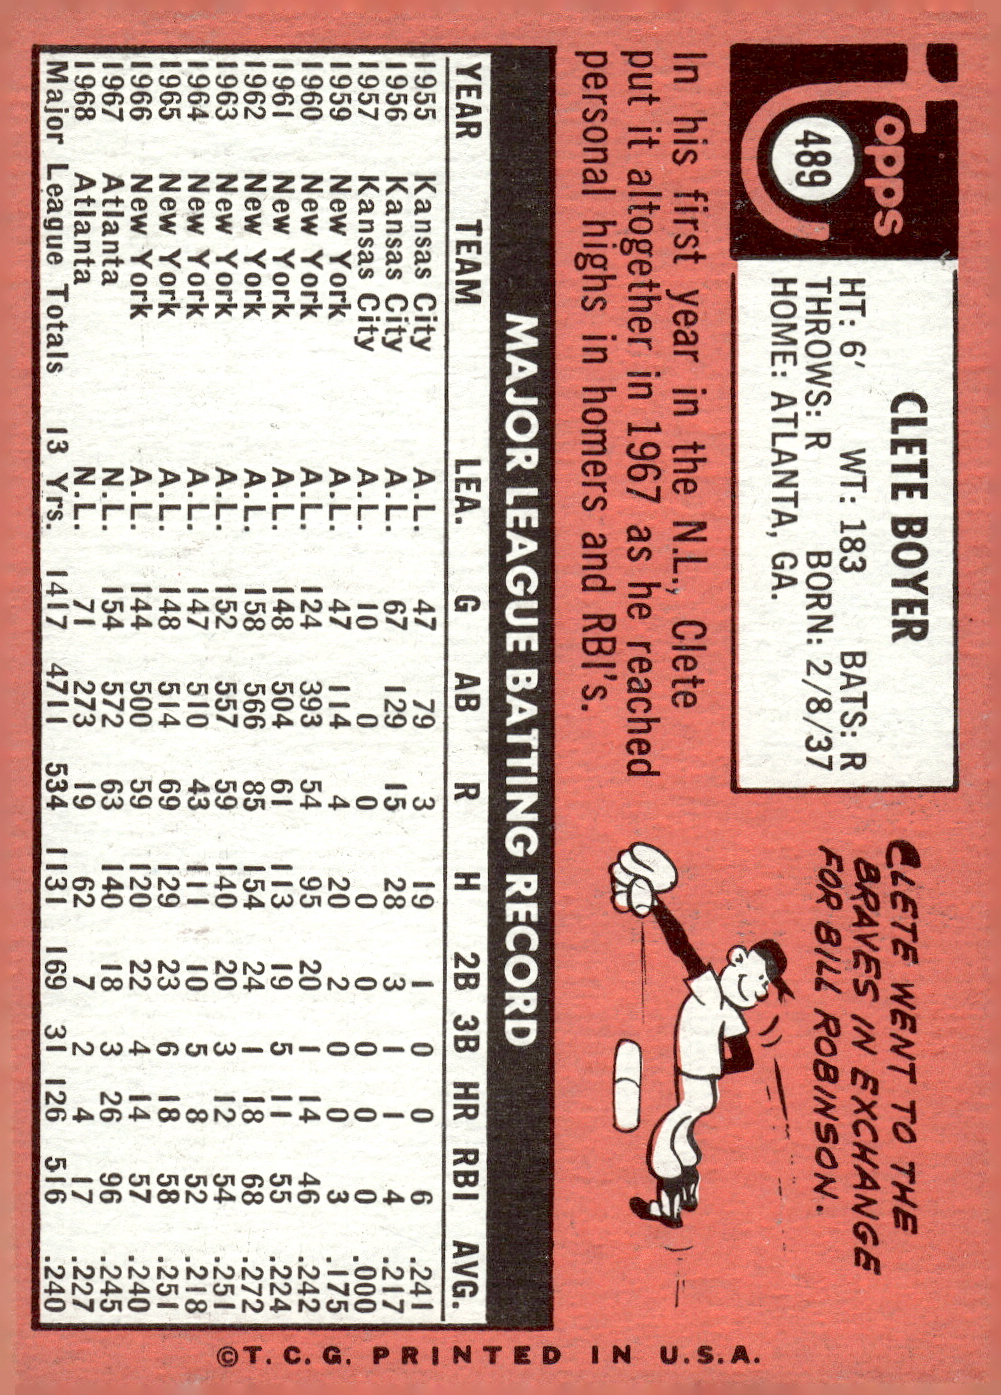 Topps
489
CLETE BOYER
HT: 6' WT: 183 BATS: R
THROWS: R BORN: 2/8/37
HOME: ATLANTA, GA.
CLETE WENT TO THE
BRAVES IN EXCHANGE
FOR BILL ROBINSON.
In his first year in the N.L., Clete
put it altogether in 1967 as he reached
personal highs in homers and RBI's.
MAJOR LEAGUE BATTING RECORD
YEAR TEAM LEA. G AB R H 2B 3B HR RBI AVG.
1955 Kansas City A.L. 47 79 3 19 1 0 0 6 .241
1956 Kansas City A.L. 67 129 15 28 3 1 1 4 .217
1957 Kansas City A.L. 10 0 0 0 0 0 0 0 .000
1959 New York A.L. 47 114 4 20 2 0 0 3 .175
1960 New York A.L. 124 393 54 95 20 1 14 46 .242
1961 New York A.L. 148 504 61 113 19 5 11 55 .224
1962 New York A.L. 158 566 85 154 24 1 18 68 .272
1963 New York A.L. 152 557 59 140 20 3 12 54 .251
1964 New York A.L. 147 510 43 111 10 5 8 52 .218
1965 New York A.L. 148 514 69 129 23 6 18 58 .251
1966 New York A.L. 144 500 59 120 22 4 14 57 .240
1967 Atlanta N.L. 154 572 63 140 18 3 26 96 .245
1968 Atlanta N.L. 71 273 19 62 7 2 4 17 .227
Major League Totals 13 Yrs. 1417 4711 534 1131 169 31 126 516 .240
©T.C.G. PRINTED IN U.S.A.